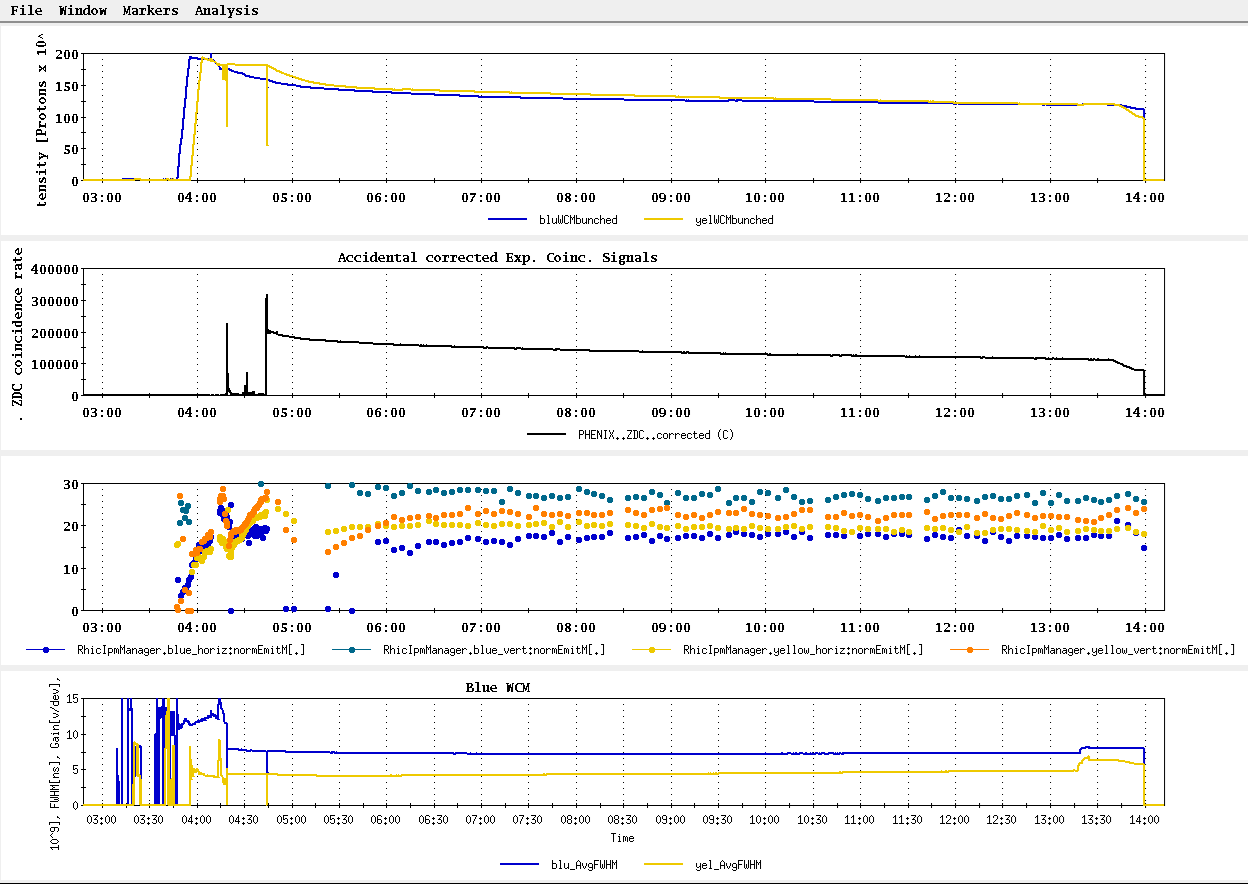 File Window Markers Analysis
tensity [Protons x 10^
200
150
100
50
0
03:00 04:00 05:00 06:00 07:00 08:00 09:00 10:00 11:00 12:00 13:00 14:00
bluWCMbunched yelWCMbunched
Accidental corrected Exp. Coinc. Signals
. ZDC coincidence rate
400000
300000
200000
100000
0
03:00 04:00 05:00 06:00 07:00 08:00 09:00 10:00 11:00 12:00 13:00 14:00
PHENIX..ZDC..corrected (C)
30
20
10
0
03:00 04:00 05:00 06:00 07:00 08:00 09:00 10:00 11:00 12:00 13:00 14:00
RhicIpmManager.blue_horiz:normEmitM[.] RhicIpmManager.blue_vert:normEmitM[.] RhicIpmManager.yellow_horiz:normEmitM[.] RhicIpmManager.yellow_vert:normEmitM[.]
Blue WCM
10^9], FWHM[ns], Gain[v/dev],
15
10
5
0
03:00 03:30 04:00 04:30 05:00 05:30 06:00 06:30 07:00 07:30 08:00 08:30 09:00 09:30 10:00 10:30 11:00 11:30 12:00 12:30 13:00 13:30 14:00
Time
blu_AvgFWHM yel_AvgFWHM